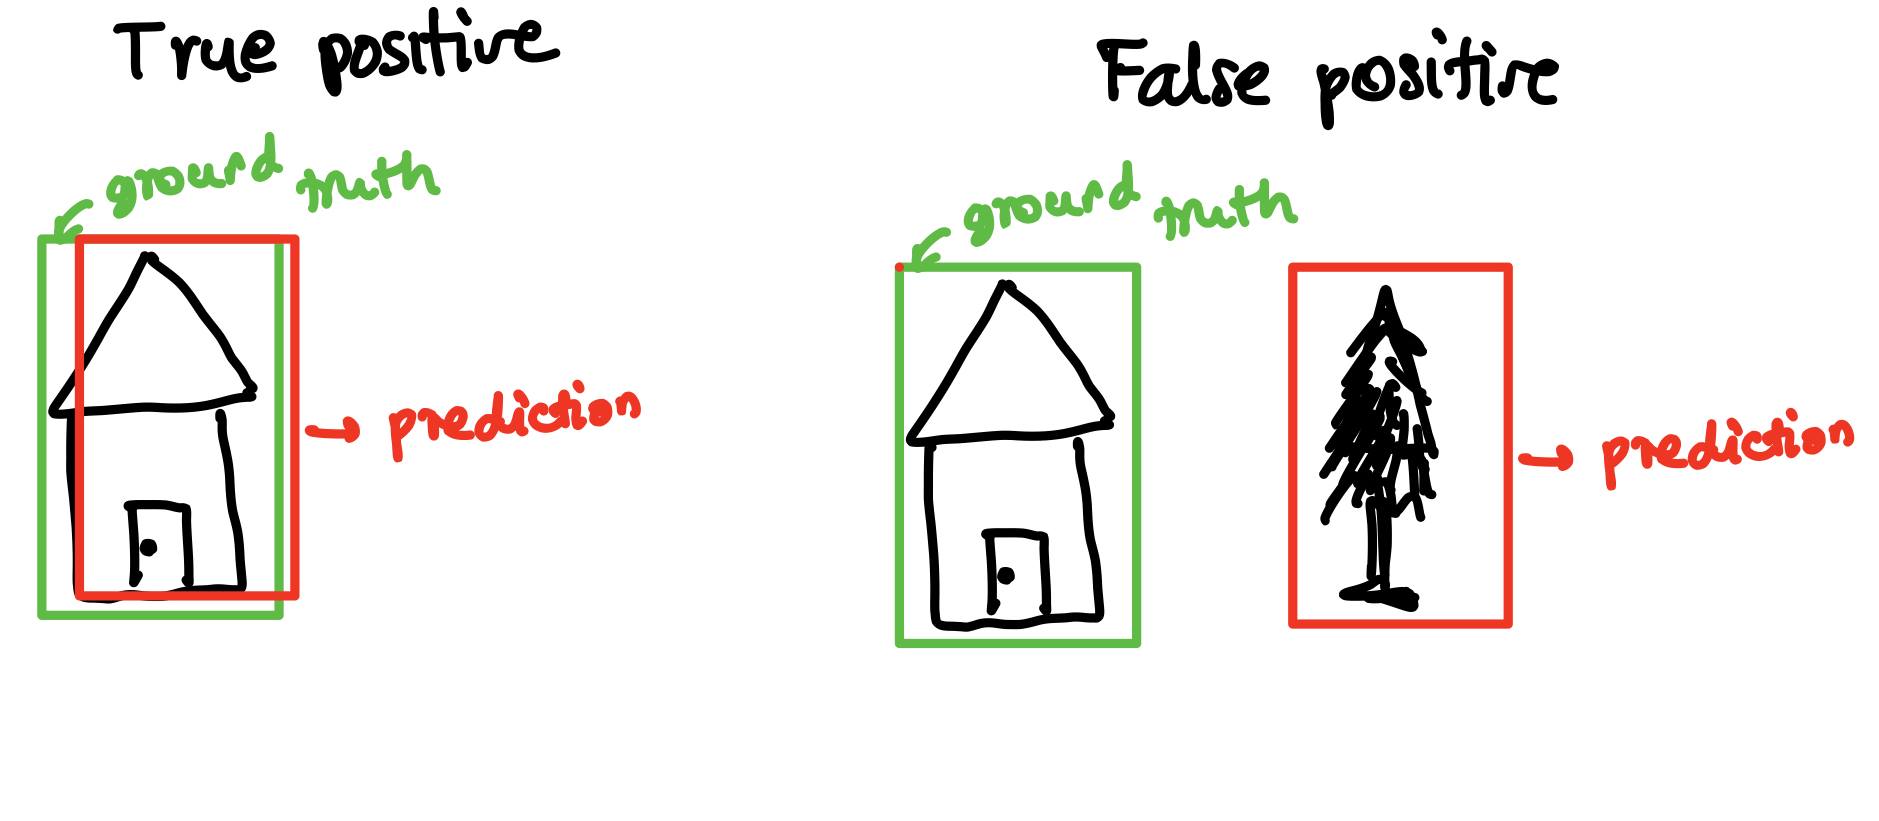 True positive
ground truth
prediction
False positive
ground truth
prediction